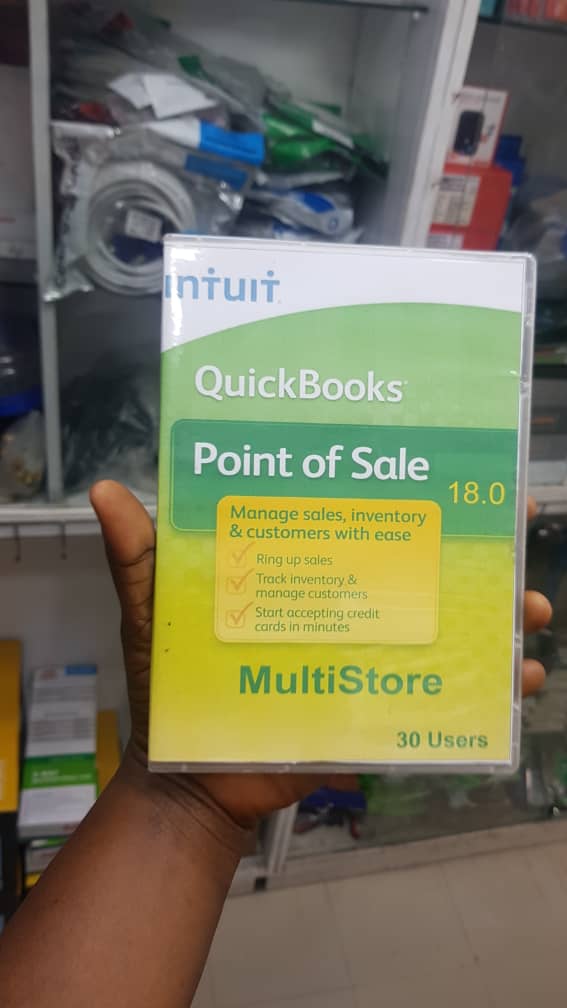 intuit
QuickBooks
Point of Sale
18.0
Manage sales, inventory
& customers with ease
Ring up sales
Track inventory &
manage customers
Start accepting credit
cards in minutes
MultiStore
30 Users